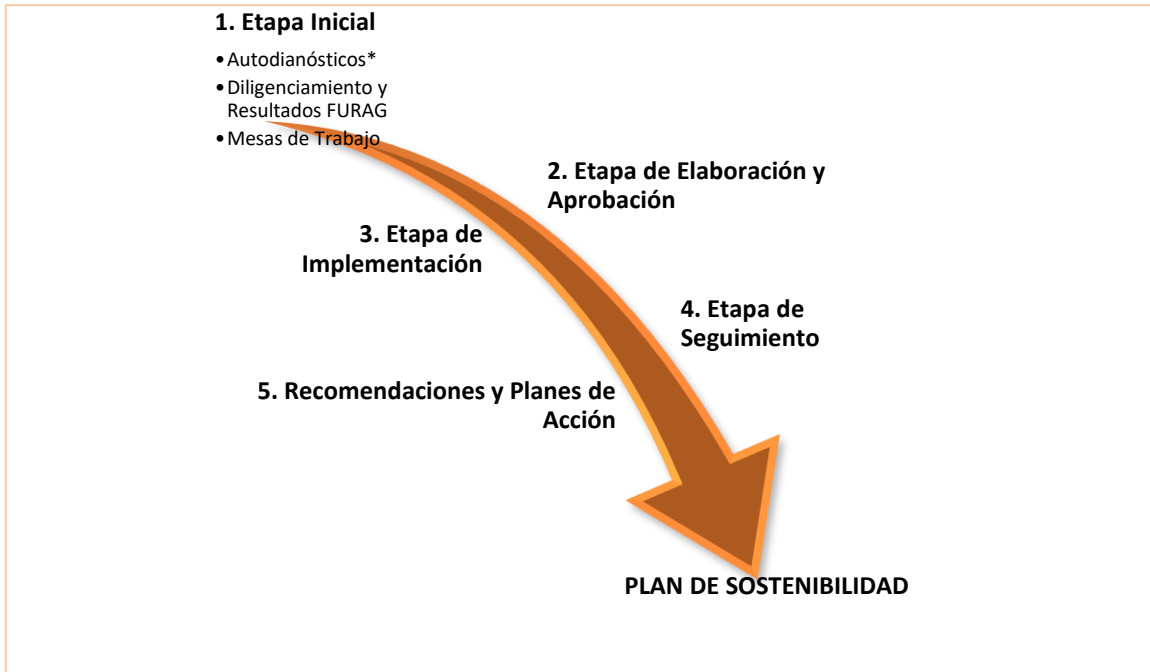 1. Etapa Inicial
•Autodianósticos*
•Diligenciamiento y
Resultados FURAG
•Mesas de Trabajo
2. Etapa de Elaboración y
Aprobación
3. Etapa de
Implementación
4. Etapa de
Seguimiento
5. Recomendaciones y Planes de
Acción
PLAN DE SOSTENIBILIDAD